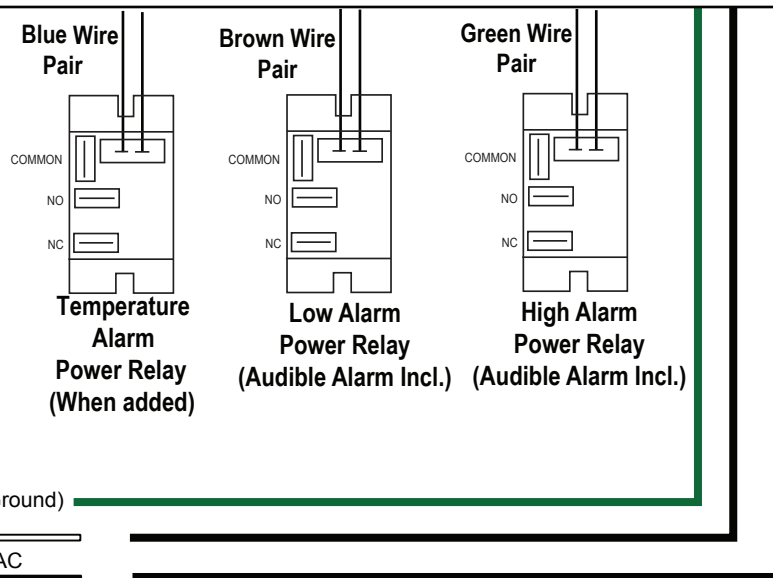 Blue Wire
Pair
COMMON
NO
NC
Temperature
Alarm
Power Relay
(When added)
Brown Wire
Pair
COMMON
NO
NC
Low Alarm
Power Relay
(Audible Alarm Incl.)
Green Wire
Pair
COMMON
NO
NC
High Alarm
Power Relay
(Audible Alarm Incl.)
round)
AC